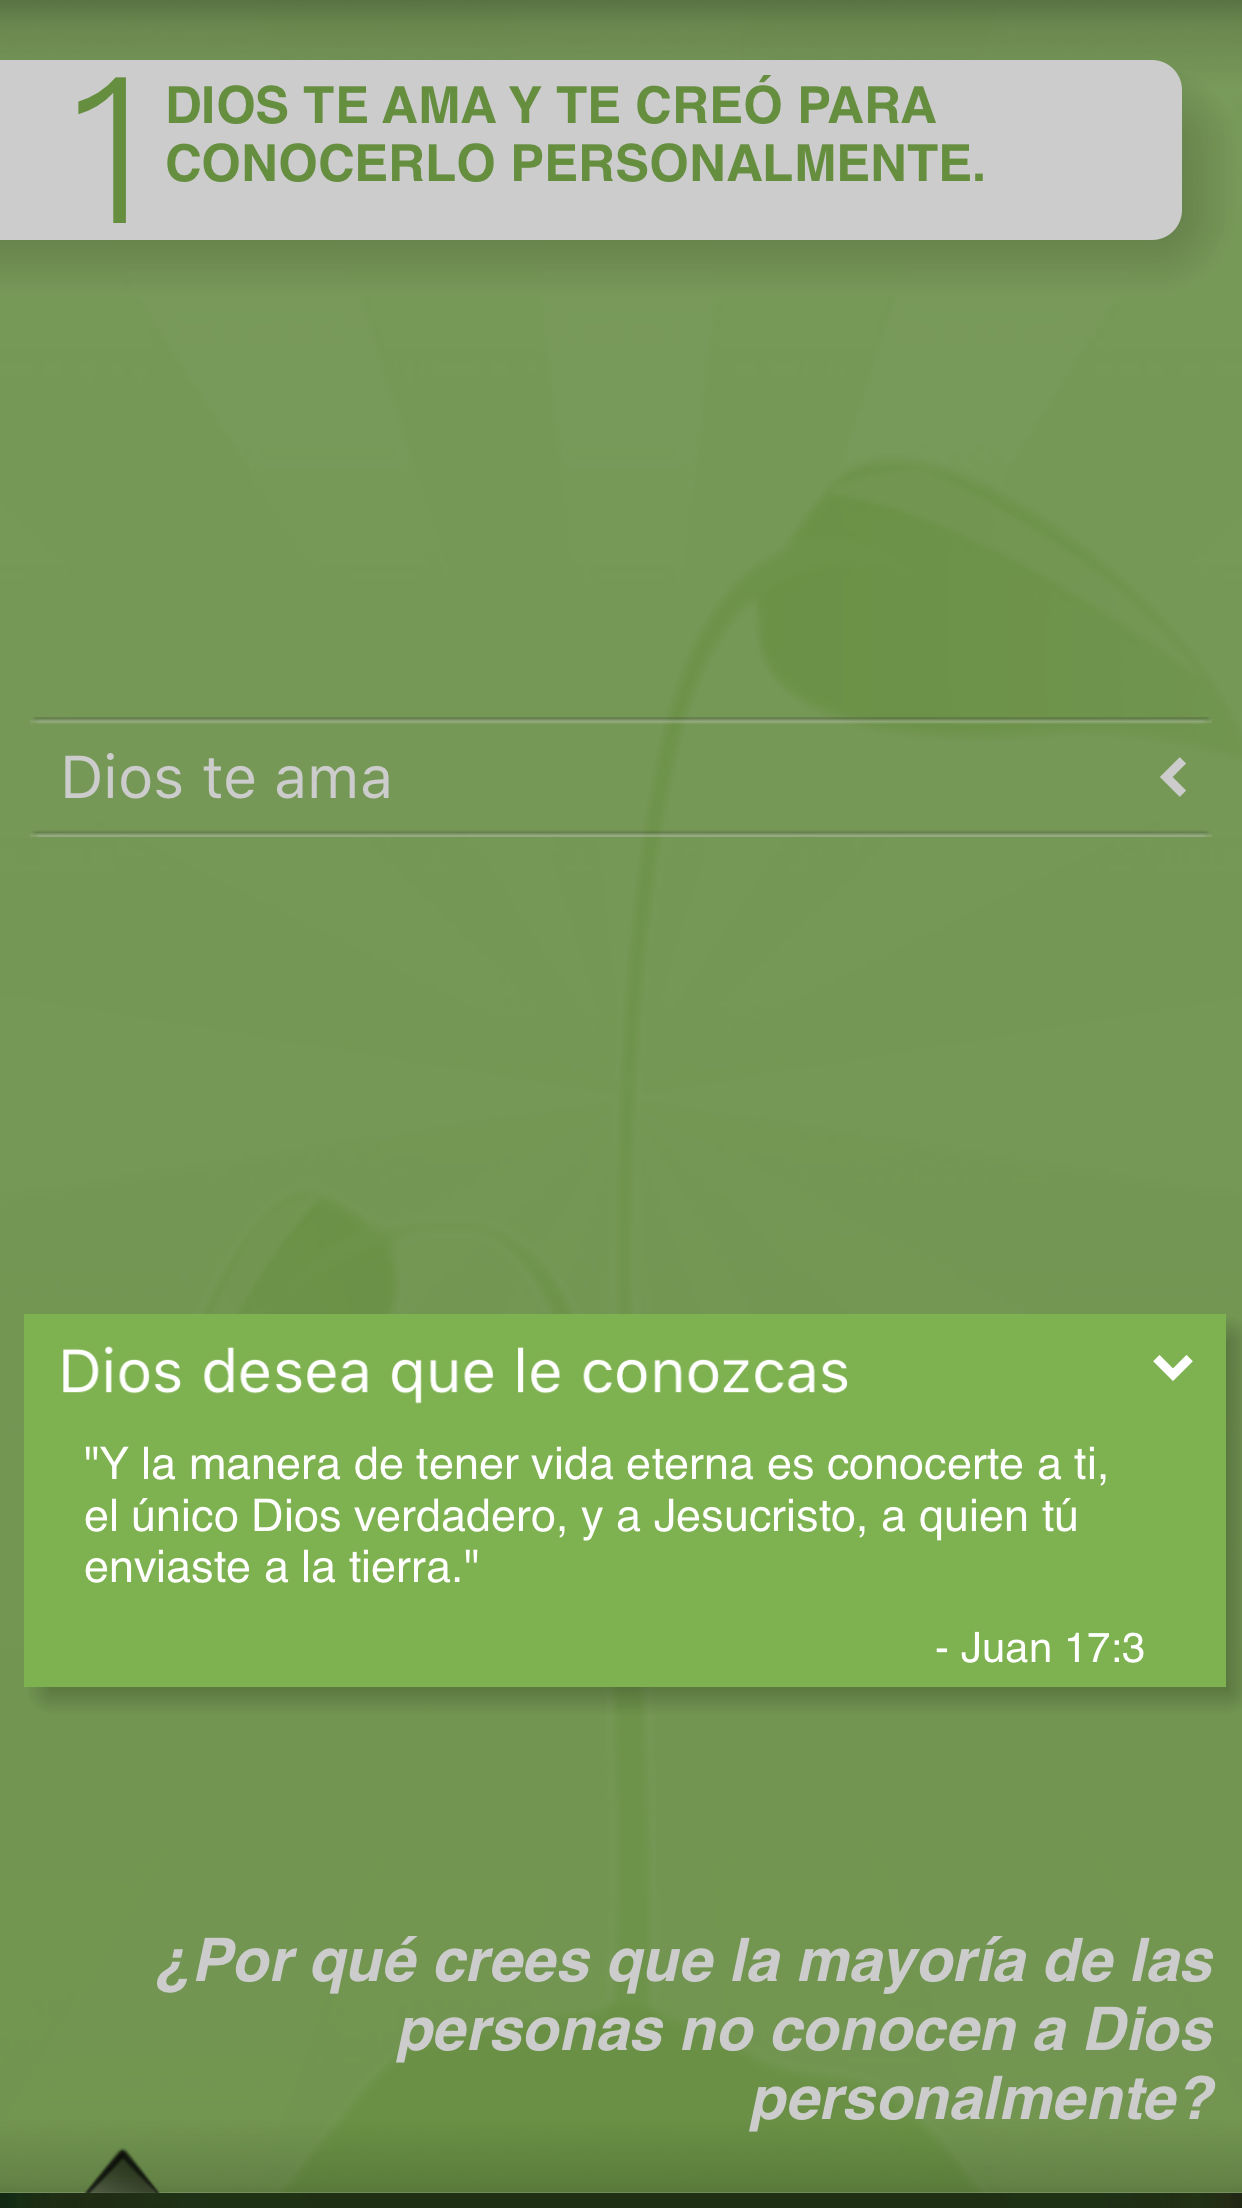 1
DIOS TE AMA Y TE CREÓ PARA
CONOCERLO PERSONALMENTE.
Dios te ama
Dios desea que le conozcas
"Y la manera de tener vida eterna es conocerte a ti,
el único Dios verdadero, y a Jesucristo, a quien tú
enviaste a la tierra."
- Juan 17:3
¿Por qué crees que la mayoría de las
personas no conocen a Dios
personalmente?